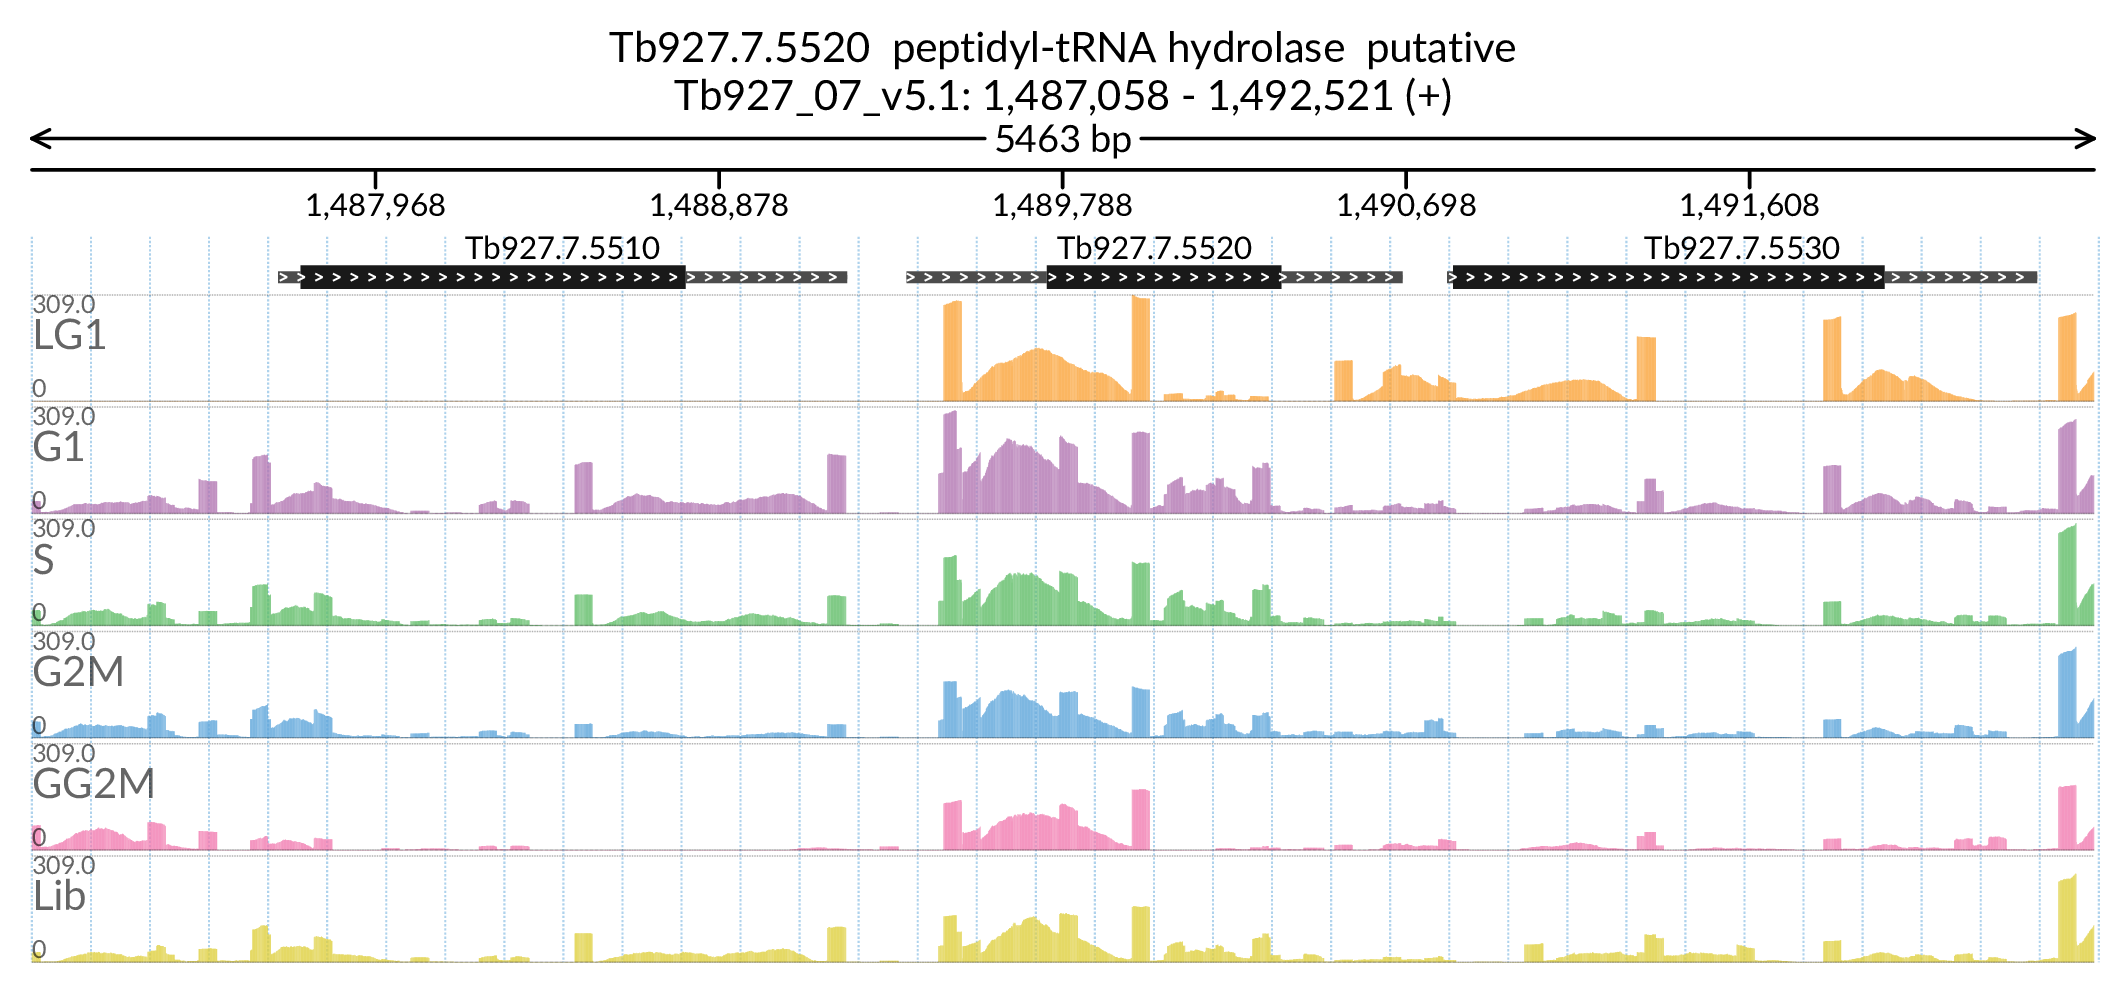 Tb927.7.5520  peptidyl-tRNA hydrolase  putative
Tb927_07_v5.1: 1,487,058 - 1,492,521 (+)
5463 bp
1,487,968 1,488,878 1,489,788 1,490,698 1,491,608
Tb927.7.5510 Tb927.7.5520 Tb927.7.5530
309.0
LG1
0
309.0
G1
0
309.0
S
0
309.0
G2M
0
309.0
GG2M
0
309.0
Lib
0